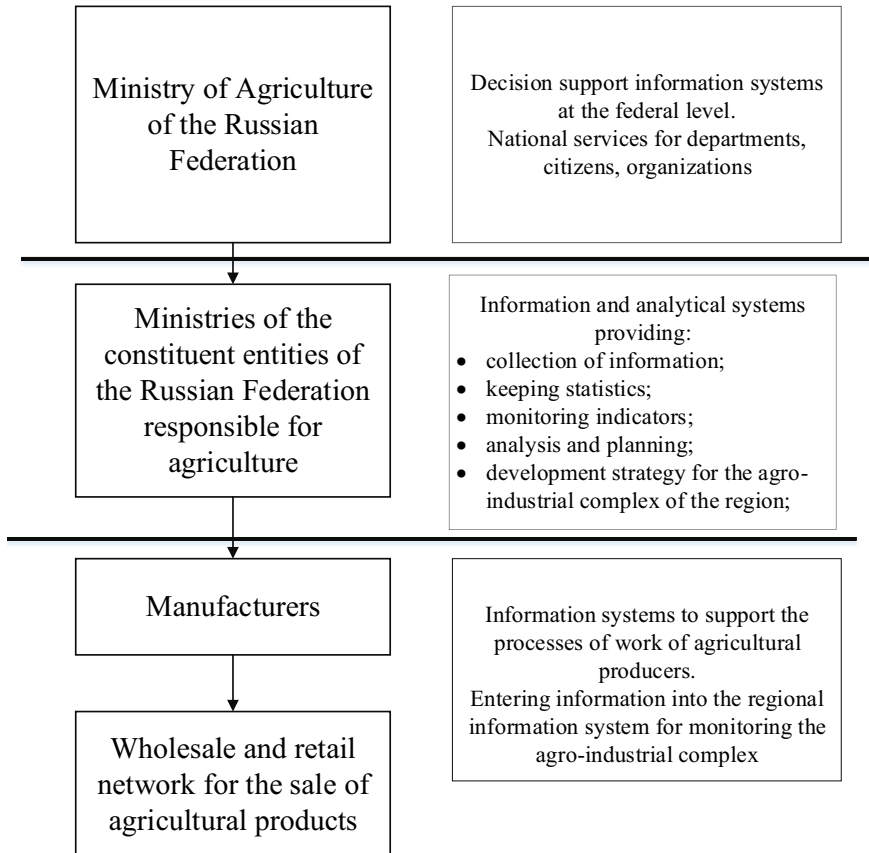 Ministry of Agriculture
of the Russian
Federation
Decision support information systems
at the federal level.
National services for departments,
citizens, organizations
Ministries of the
constituent entities of
the Russian Federation
responsible for
agriculture
Information and analytical systems
providing:
• collection of information;
• keeping statistics;
• monitoring indicators;
• analysis and planning;
• development strategy for the agro-
industrial complex of the region;
Manufacturers
Information systems to support the
processes of work of agricultural
producers.
Entering information into the regional
information system for monitoring the
agro-industrial complex
Wholesale and retail
network for the sale of
agricultural products